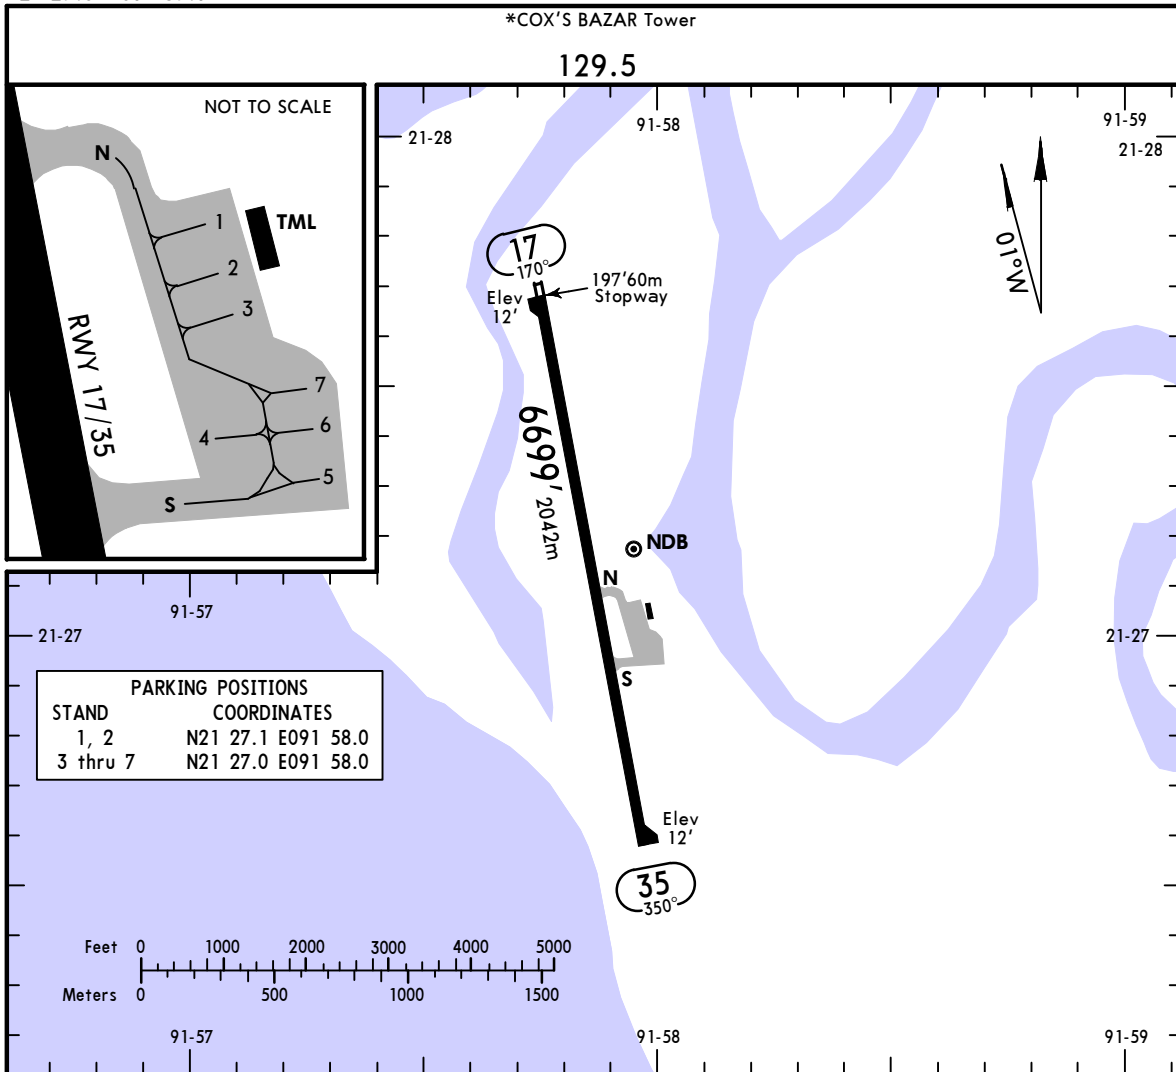 *COX'S BAZAR Tower
129.5
NOT TO SCALE
N
1
TML
2
3
RWY 17/35
7
4
6
5
S
21-28
91-58
91-59
21-28
01°W
17
170°
197'60m
Stopway
Elev
12'
6699'
2042m
NDB
N
S
91-57
21-27
21-27
PARKING POSITIONS
STAND COORDINATES
1, 2 N21 27.1 E091 58.0
3 thru 7 N21 27.0 E091 58.0
Elev
12'
35
350°
Feet 0 1000 2000 3000 4000 5000
Meters 0 500 1000 1500
91-57
91-58
91-59